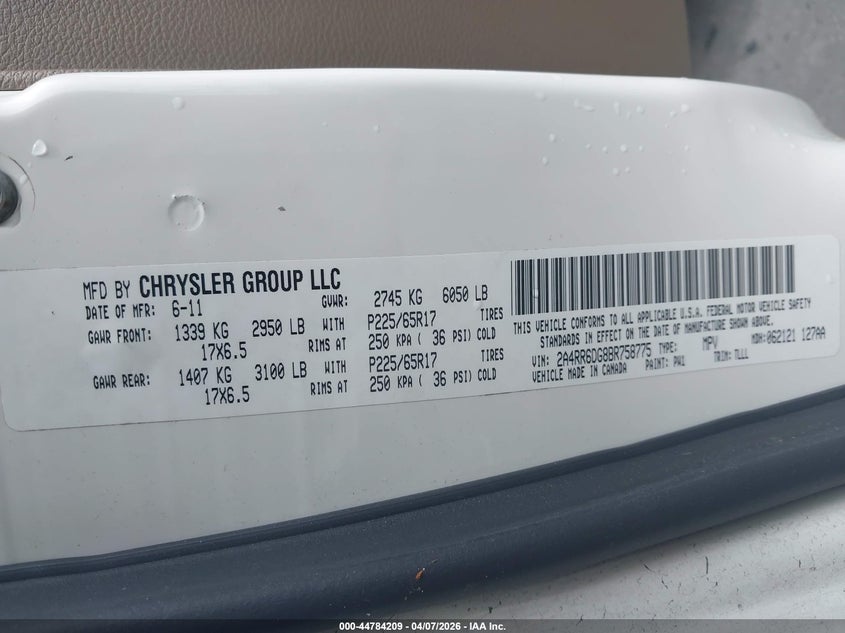 MFD BY CHRYSLER GROUP LLC
DATE OF MFR: 6-11 GVWR: 2745 KG 6050 LB
GAWR FRONT: 1339 KG 2950 LB WITH P225/65R17 TIRES
17X6.5 RIMS AT 250 KPA ( 36 PSI) COLD
GAWR REAR: 1407 KG 3100 LB WITH P225/65R17 TIRES
17X6.5 RIMS AT 250 KPA ( 36 PSI) COLD
THIS VEHICLE CONFORMS TO ALL APPLICABLE U.S.A. FEDERAL MOTOR VEHICLE SAFETY
STANDARDS IN EFFECT ON THE DATE OF MANUFACTURE SHOWN ABOVE.
VIN: 2A4RR6DG8BR758775 TYPE: MPV MDH: 062121 127AA
VEHICLE MADE IN CANADA PAINT: PW1 TRIM: TLLL
000-44784209 - 04/07/2026 - IAA Inc.